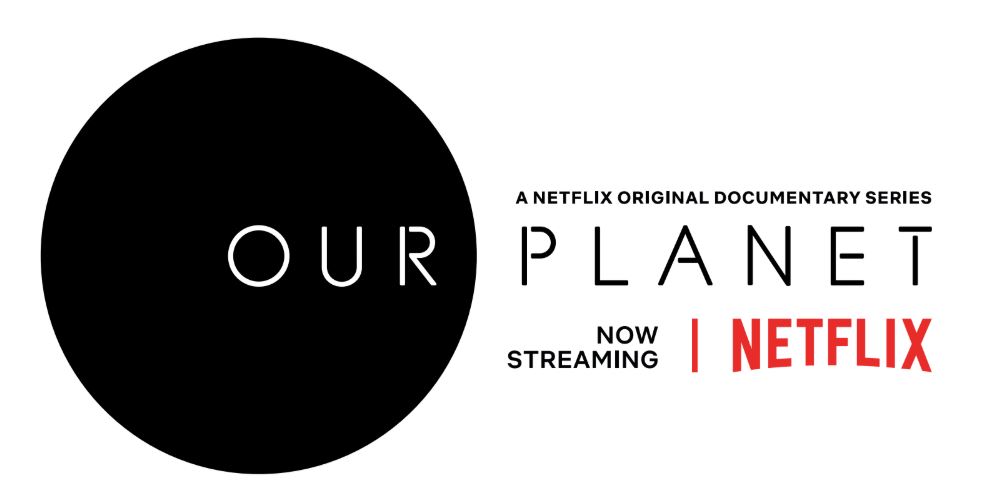 A NETFLIX ORIGINAL DOCUMENTARY SERIES
OUR PLANET
NOW
STREAMING | NETFLIX